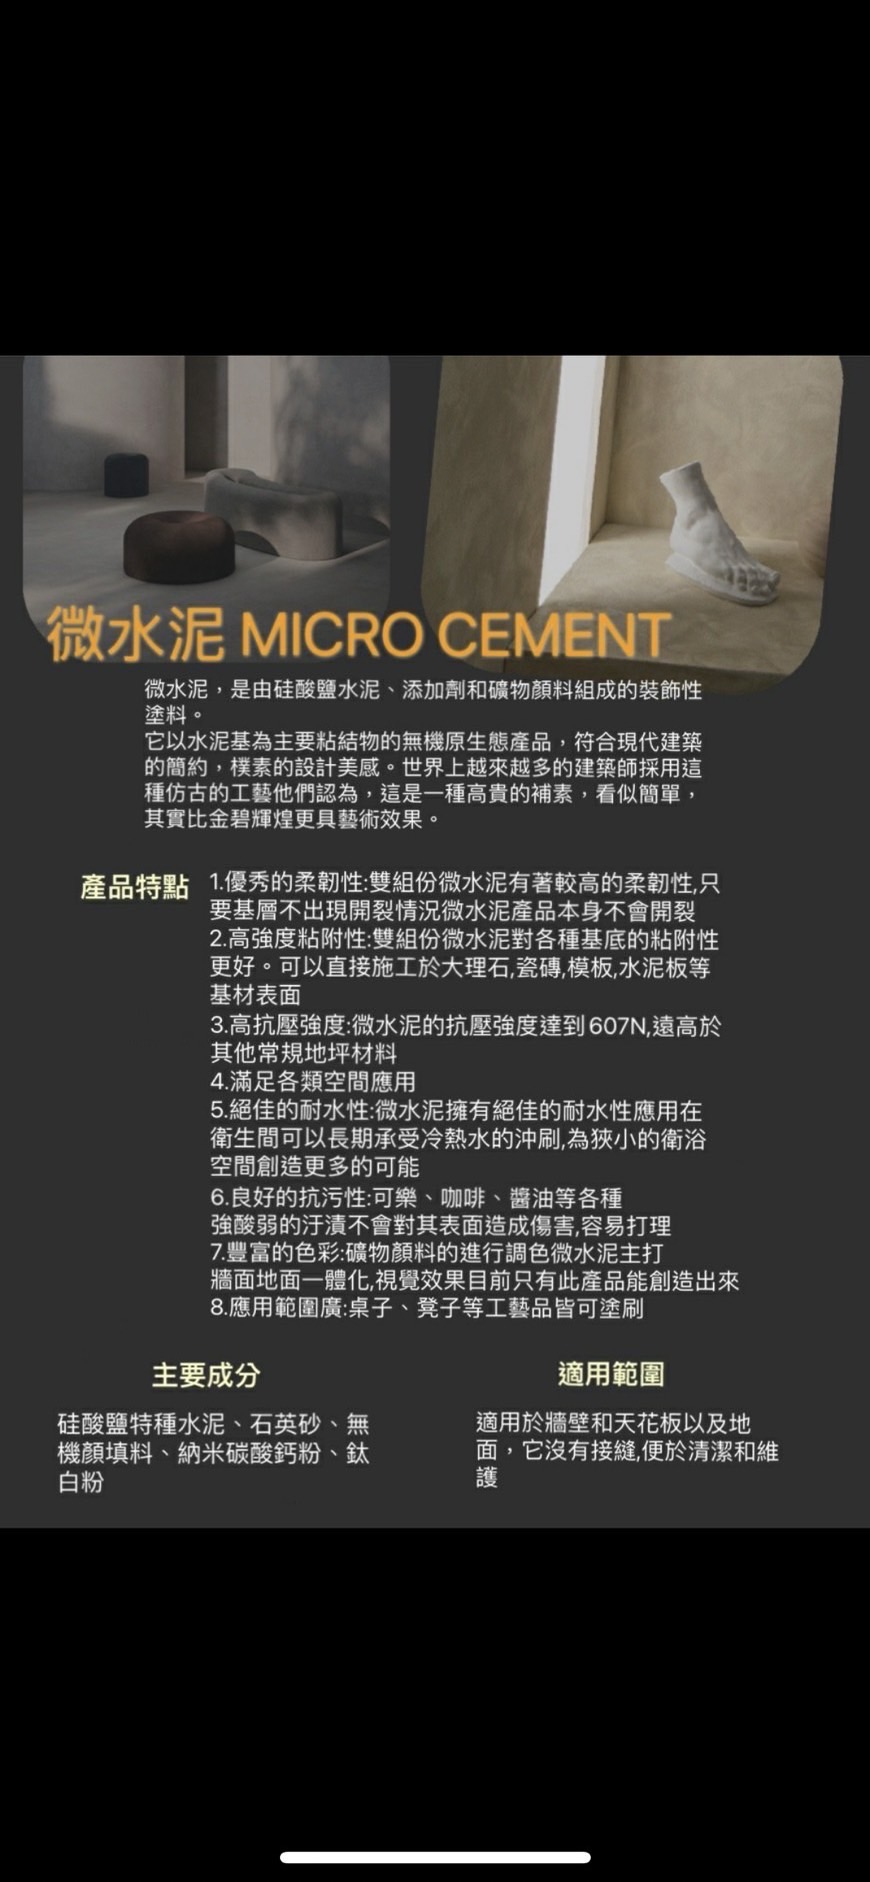 微水泥 MICRO CEMENT
微水泥，是由硅酸鹽水泥、添加劑和礦物顏料組成的裝飾性
塗料。
它以水泥基為主要粘結物的無機原生態產品，符合現代建築
的簡約，樸素的設計美感。世界上越來越多的建築師採用這
種仿古的工藝他們認為，這是一種高貴的補素，看似簡單，
其實比金碧輝煌更具藝術效果。
產品特點
1.優秀的柔韌性:雙組份微水泥有著較高的柔韌性,只
要基層不出現開裂情況微水泥產品本身不會開裂
2.高強度粘附性:雙組份微水泥對各種基底的粘附性
更好。可以直接施工於大理石,瓷磚,模板,水泥板等
基材表面
3.高抗壓強度:微水泥的抗壓強度達到607N,遠高於
其他常規地坪材料
4.滿足各類空間應用
5.絕佳的耐水性:微水泥擁有絕佳的耐水性應用在
衛生間可以長期承受冷熱水的沖刷,為狹小的衛浴
空間創造更多的可能
6.良好的抗污性:可樂、咖啡、醬油等各種
強酸弱的汙漬不會對其表面造成傷害,容易打理
7.豐富的色彩:礦物顏料的進行調色微水泥主打
牆面地面一體化,視覺效果目前只有此產品能創造出來
8.應用範圍廣:桌子、凳子等工藝品皆可塗刷
主要成分
硅酸鹽特種水泥、石英砂、無
機顏填料、納米碳酸鈣粉、鈦
白粉
適用範圍
適用於牆壁和天花板以及地
面，它沒有接縫,便於清潔和維
護